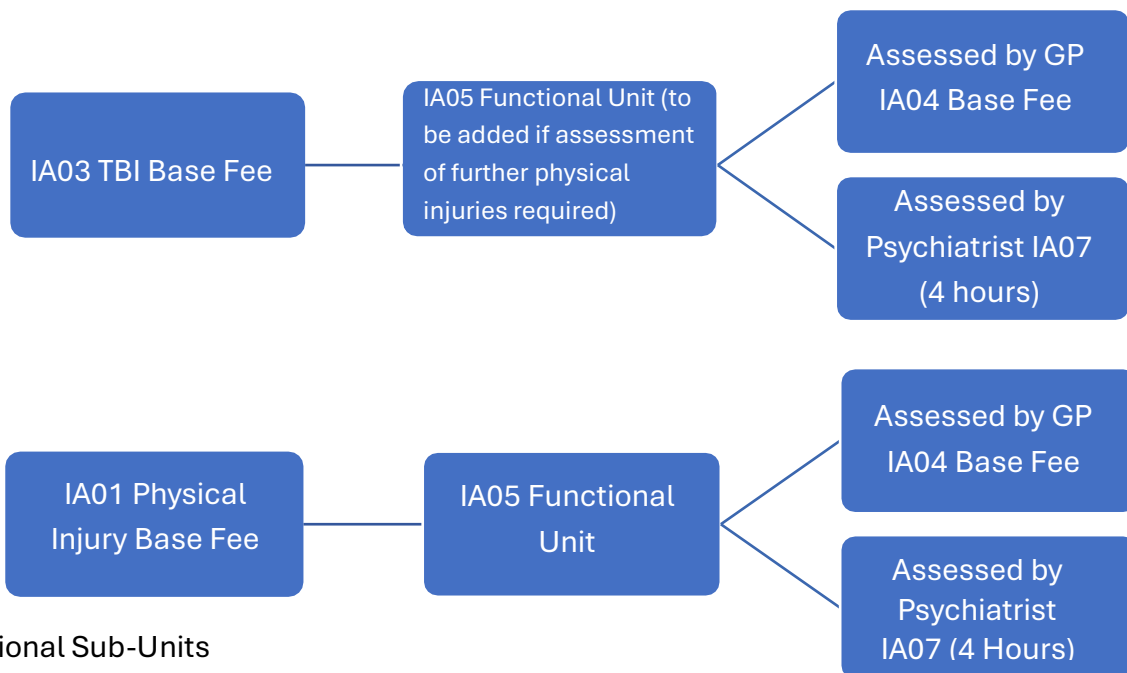 IA03 TBI Base Fee
IA05 Functional Unit (to
be added if assessment
of further physical
injuries required)
Assessed by GP
IA04 Base Fee
Assessed by
Psychiatrist IA07
(4 hours)
IA01 Physical
Injury Base Fee
IA05 Functional
Unit
Assessed by GP
IA04 Base Fee
Assessed by
Psychiatrist
IA07 (4 Hours)
ional Sub-Units